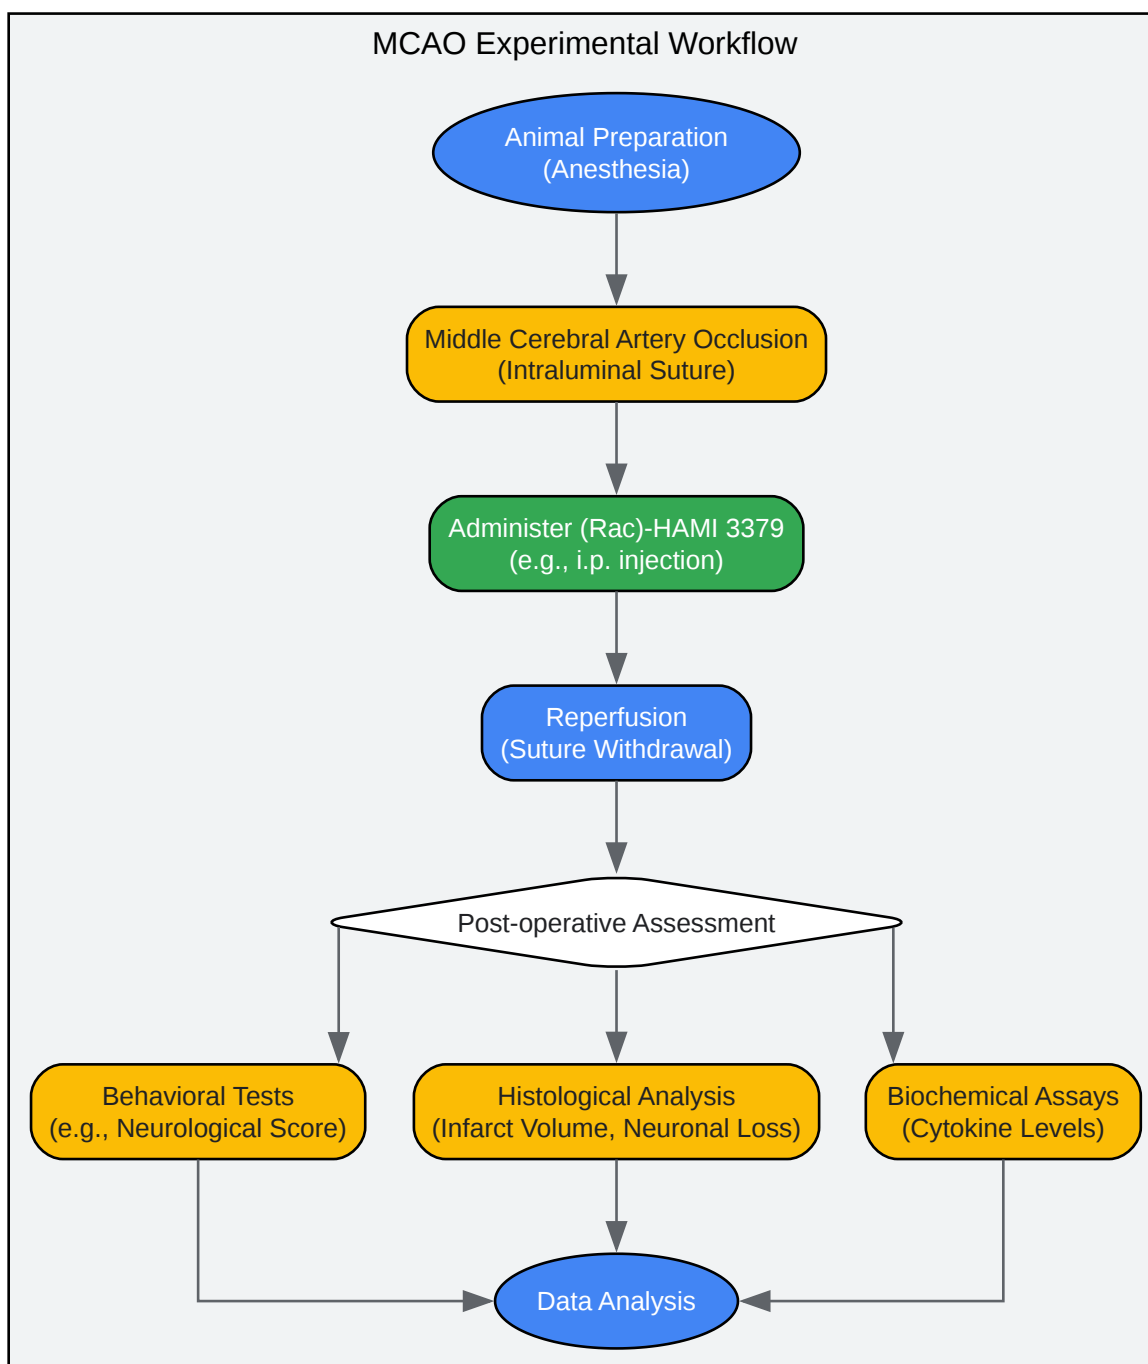 MCAO Experimental Workflow
Animal Preparation
(Anesthesia)
Middle Cerebral Artery Occlusion
(Intraluminal Suture)
Administer (Rac)-HAMI 3379
(e.g., i.p. injection)
Reperfusion
(Suture Withdrawal)
Post-operative Assessment
Behavioral Tests
(e.g., Neurological Score)
Histological Analysis
(Infarct Volume, Neuronal Loss)
Biochemical Assays
(Cytokine Levels)
Data Analysis